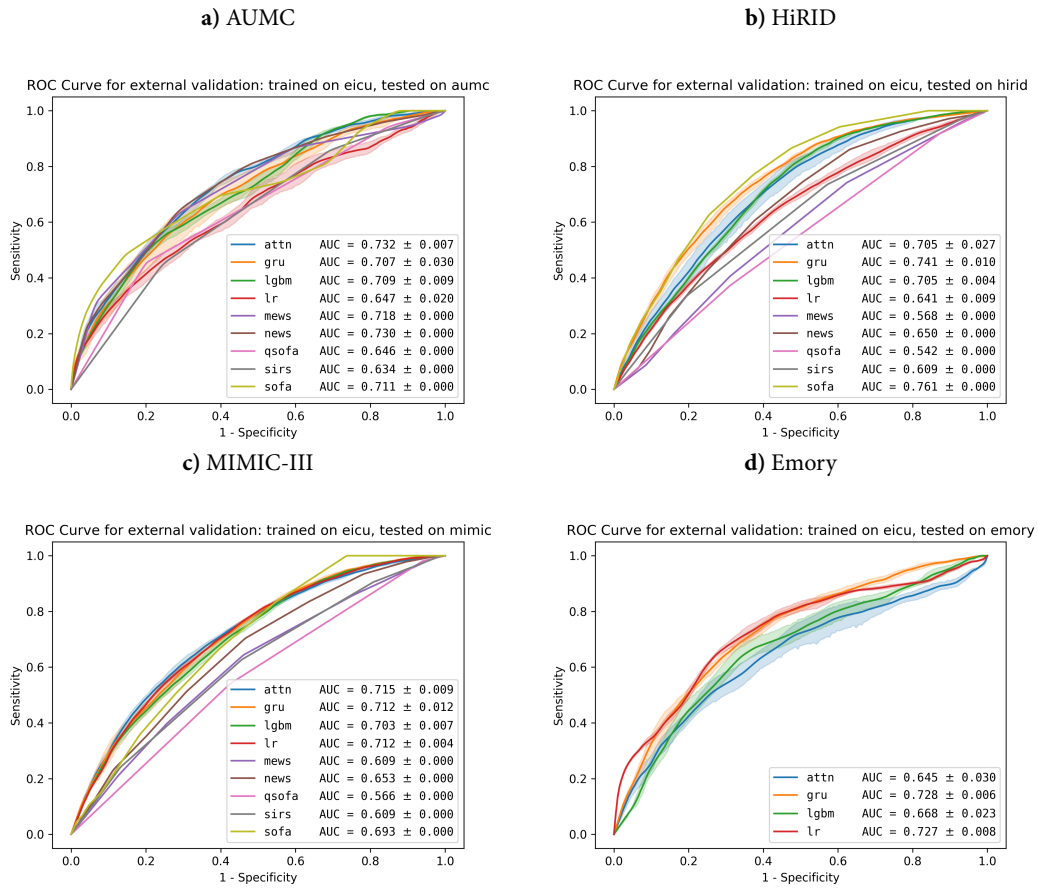 a) AUMC
ROC Curve for external validation: trained on eicu, tested on aumc
1.0
0.8
0.6
0.4
0.2
0.0
Sensitivity
attn AUC = 0.732 ± 0.007
gru AUC = 0.707 ± 0.030
lgbm AUC = 0.709 ± 0.009
lr AUC = 0.647 ± 0.020
mews AUC = 0.718 ± 0.000
news AUC = 0.730 ± 0.000
qsofa AUC = 0.646 ± 0.000
sirs AUC = 0.634 ± 0.000
sofa AUC = 0.711 ± 0.000
0.0 0.2 0.4 0.6 0.8 1.0
1 - Specificity
b) HiRID
ROC Curve for external validation: trained on eicu, tested on hirid
1.0
0.8
0.6
0.4
0.2
0.0
Sensitivity
attn AUC = 0.705 ± 0.027
gru AUC = 0.741 ± 0.010
lgbm AUC = 0.705 ± 0.004
lr AUC = 0.641 ± 0.009
mews AUC = 0.568 ± 0.000
news AUC = 0.650 ± 0.000
qsofa AUC = 0.542 ± 0.000
sirs AUC = 0.609 ± 0.000
sofa AUC = 0.761 ± 0.000
0.0 0.2 0.4 0.6 0.8 1.0
1 - Specificity
c) MIMIC-III
ROC Curve for external validation: trained on eicu, tested on mimic
1.0
0.8
0.6
0.4
0.2
0.0
Sensitivity
attn AUC = 0.715 ± 0.009
gru AUC = 0.712 ± 0.012
lgbm AUC = 0.703 ± 0.007
lr AUC = 0.712 ± 0.004
mews AUC = 0.609 ± 0.000
news AUC = 0.653 ± 0.000
qsofa AUC = 0.566 ± 0.000
sirs AUC = 0.609 ± 0.000
sofa AUC = 0.693 ± 0.000
0.0 0.2 0.4 0.6 0.8 1.0
1 - Specificity
d) Emory
ROC Curve for external validation: trained on eicu, tested on emory
1.0
0.8
0.6
0.4
0.2
0.0
Sensitivity
attn AUC = 0.645 ± 0.030
gru AUC = 0.728 ± 0.006
lgbm AUC = 0.668 ± 0.023
lr AUC = 0.727 ± 0.008
0.0 0.2 0.4 0.6 0.8 1.0
1 - Specificity